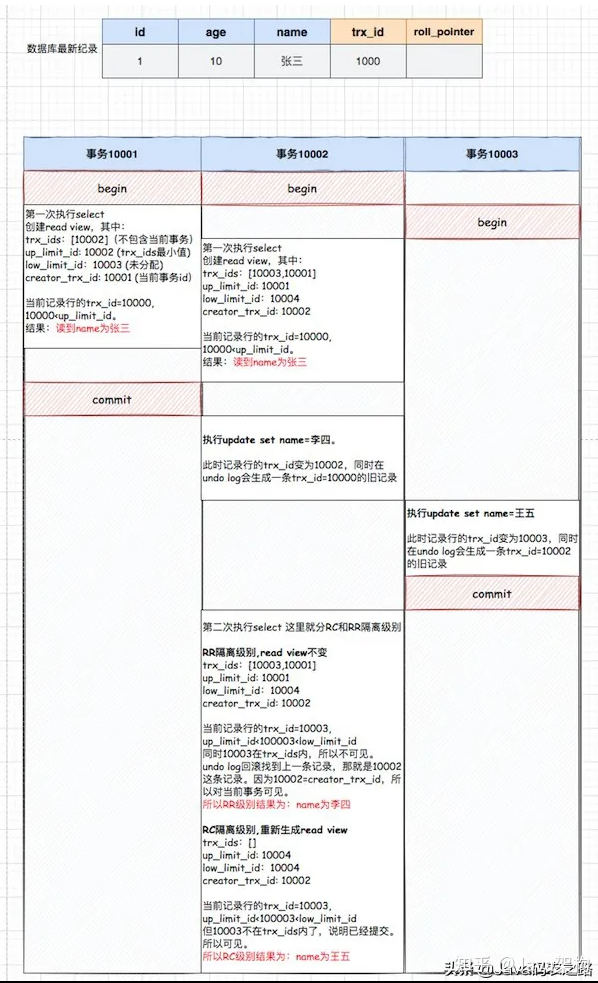 id age name trx_id roll_pointer
数据库最新纪录 1 10 张三 1000
事务10001 事务10002 事务10003
begin begin
begin
第一次执行select
创建read view，其中：
trx_ids：[10002]（不包含当前事务）
up_limit_id: 10002 (trx_ids最小值)
low_limit_id：10003 (未分配)
creator_trx_id: 10001 (当前事务id）
当前记录行的trx_id=10000,
10000<up_limit_id。
结果：读到name为张三
第一次执行select
创建read view，其中：
trx_ids：[10003,10001]
up_limit_id: 10001
low_limit_id：10004
creator_trx_id: 10002
当前记录行的trx_id=10000,
10000<up_limit_id。
结果：读到name为张三
commit
执行update set name=李四。
此时记录行的trx_id变为10002，同时在
undo log会生成一条trx_id=10000的旧记录
执行update set name=王五
此时记录行的trx_id变为10003，同时
在undo log会生成一条trx_id=10002
的旧记录
commit
第二次执行select 这里就分RC和RR隔离级别
RR隔离级别,read view不变
trx_ids：[10003,10001]
up_limit_id: 10001
low_limit_id：10004
creator_trx_id: 10002
当前记录行的trx_id=10003,
up_limit_id<100003<low_limit_id
同时10003在trx_ids内，所以不可见。
undo log回滚找到上一条记录，那就是10002
这条记录。因为10002=creator_trx_id，所
以对当前事务可见。
所以RR级别结果为：name为李四
RC隔离级别,重新生成read view
trx_ids：[]
up_limit_id: 10004
low_limit_id：10004
creator_trx_id: 10002
当前记录行的trx_id=10003,
up_limit_id<100003<low_limit_id
但10003不在trx_ids内了，说明已经提交。
所以可见。
所以RC级别结果为：name为王五
头条 @Java码农之路